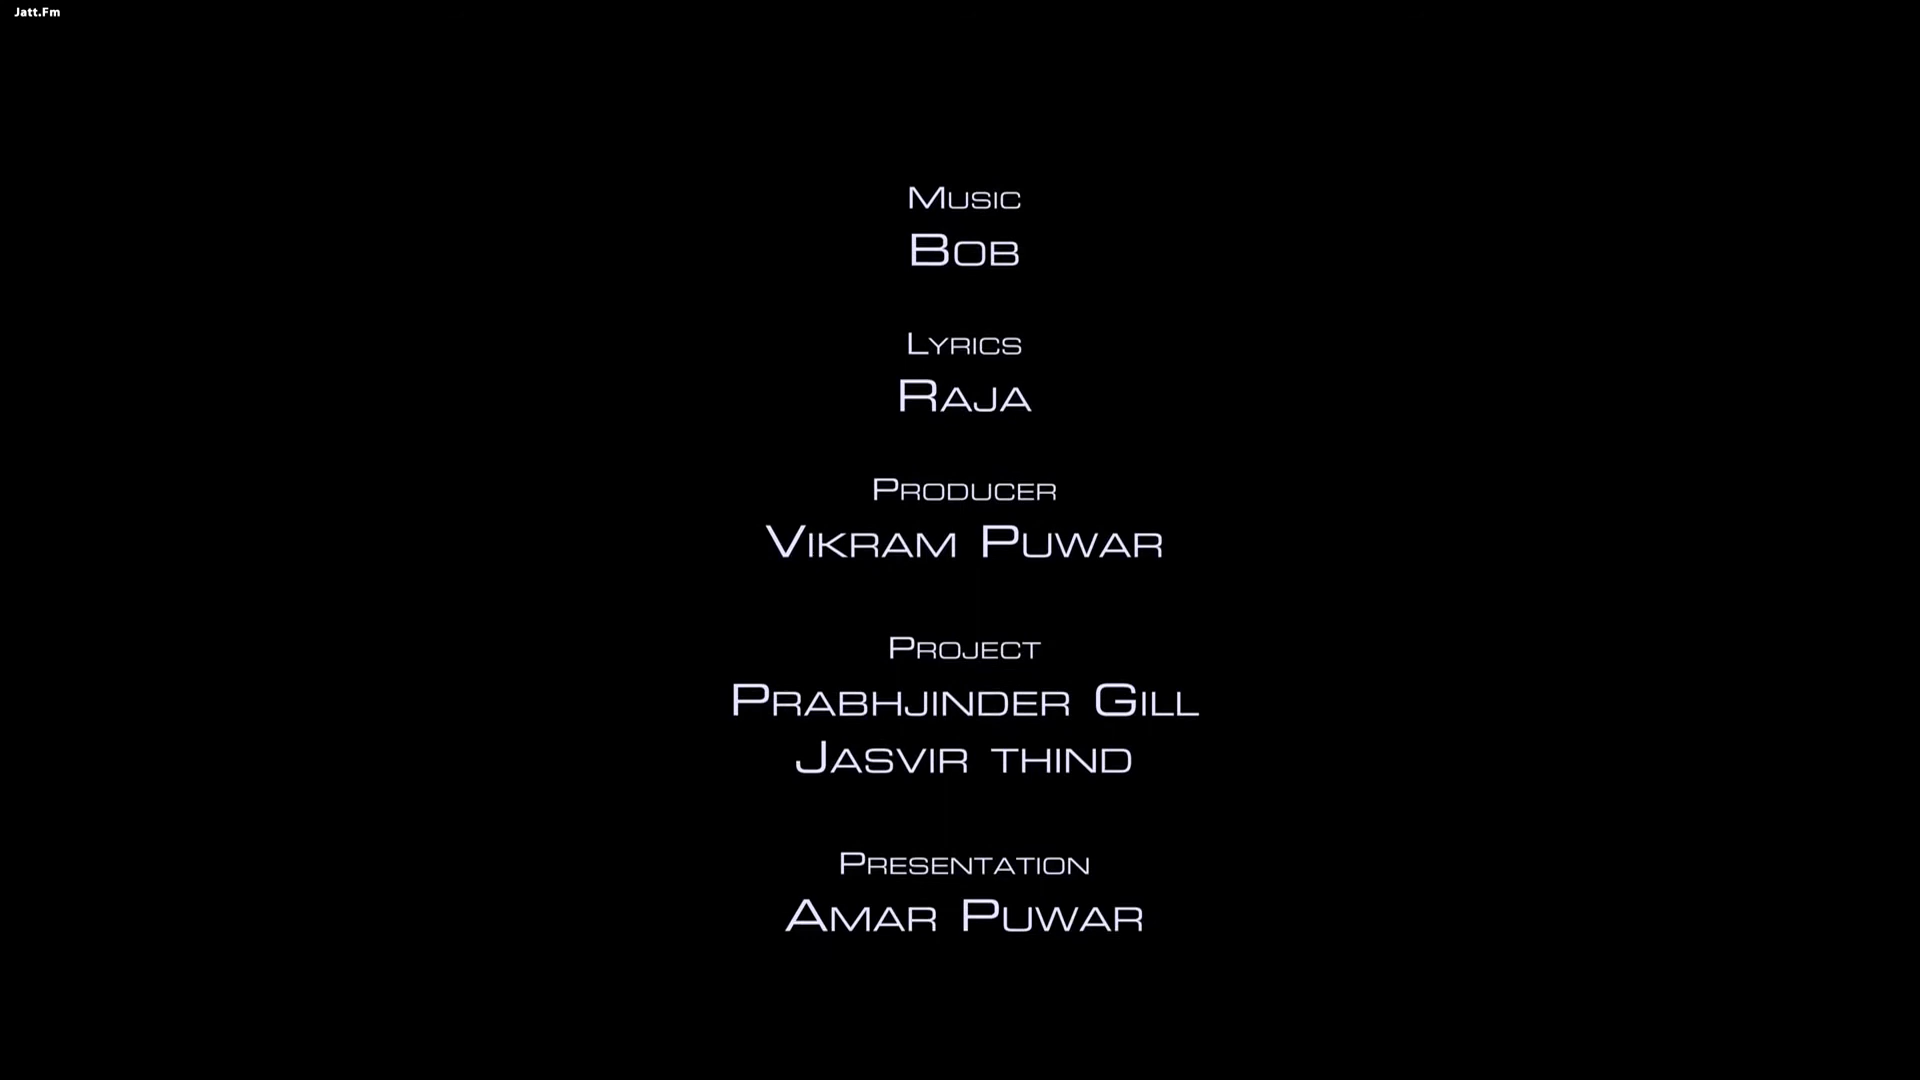 Jatt.Fm
Music
Bob
Lyrics
Raja
Producer
Vikram Puwar
Project
Prabhjinder Gill
Jasvir thind
Presentation
Amar Puwar